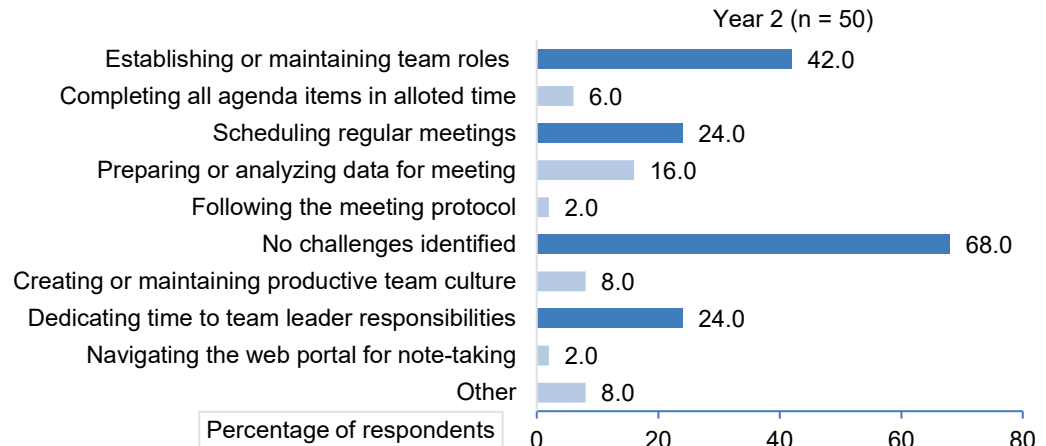 Year 2 (n = 50)
Establishing or maintaining team roles 42.0
Completing all agenda items in alloted time 6.0
Scheduling regular meetings 24.0
Preparing or analyzing data for meeting 16.0
Following the meeting protocol 2.0
No challenges identified 68.0
Creating or maintaining productive team culture 8.0
Dedicating time to team leader responsibilities 24.0
Navigating the web portal for note-taking 2.0
Other 8.0
Percentage of respondents 0 20 40 60 80